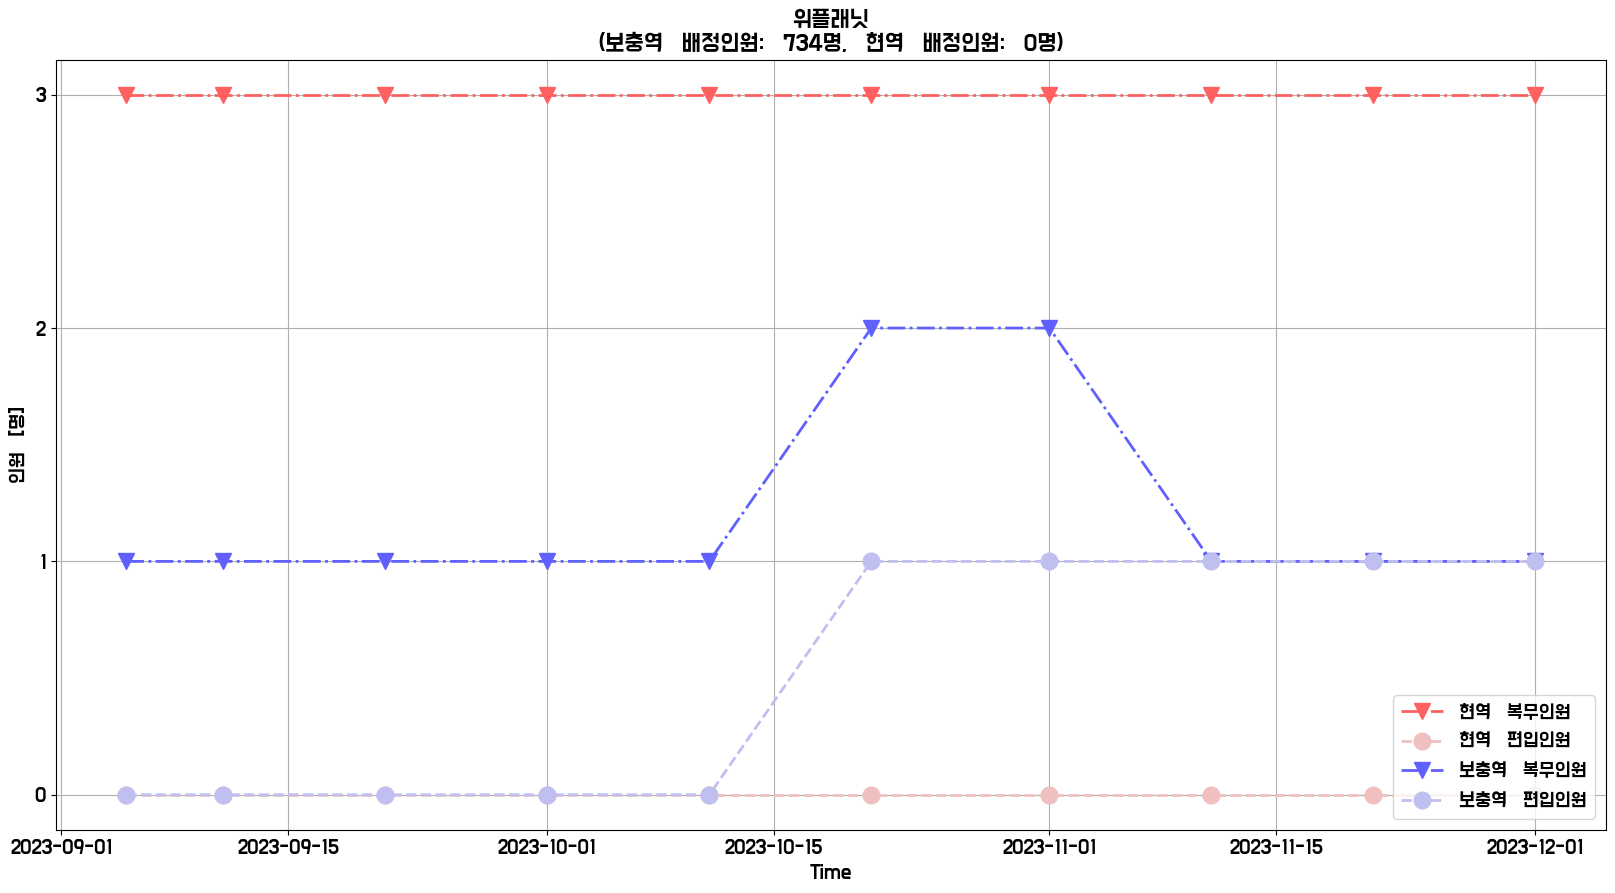 위플래닛
(보충역 배정인원: 734명, 현역 배정인원: 0명)
3
2
1
0
인원 [명]
2023-09-01 2023-09-15 2023-10-01 2023-10-15 2023-11-01 2023-11-15 2023-12-01
Time
현역 복무인원
현역 편입인원
보충역 복무인원
보충역 편입인원